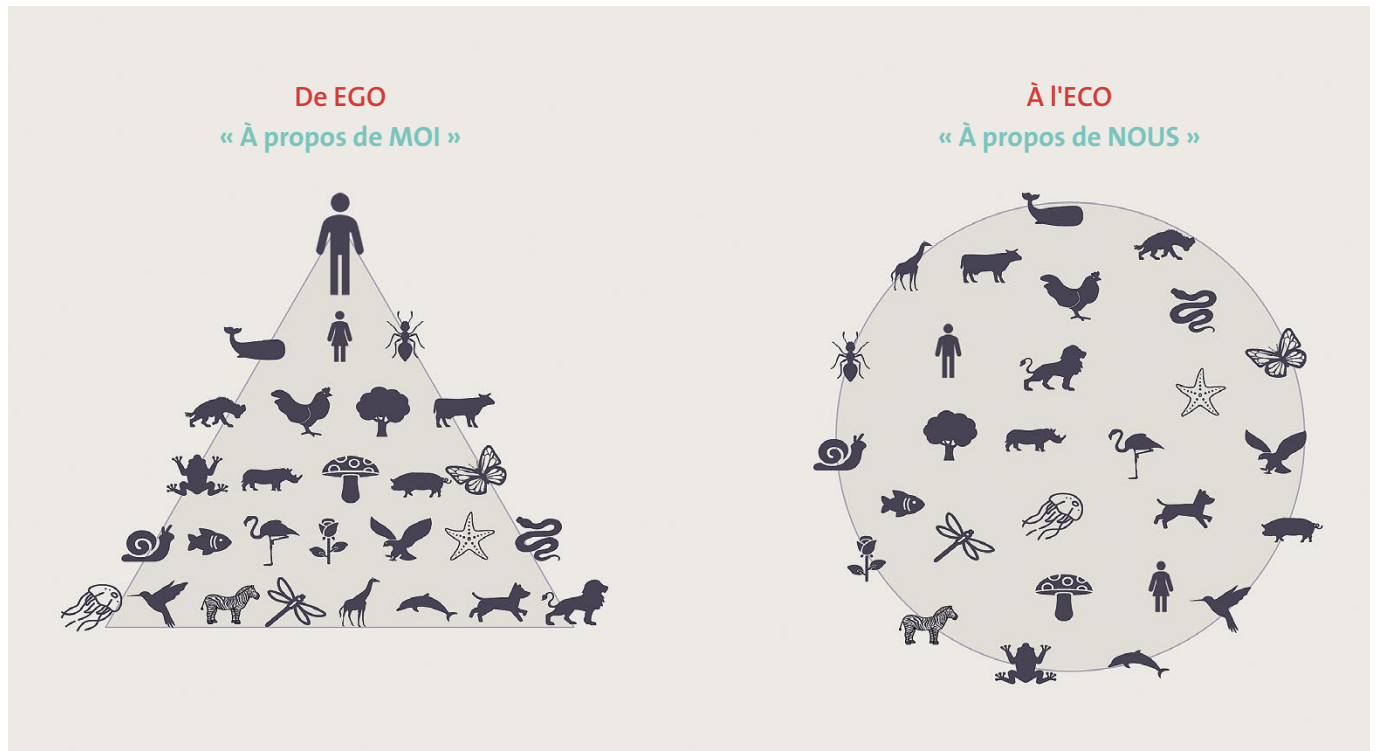 De EGO
« À propos de MOI »
À l'ECO
« À propos de NOUS »